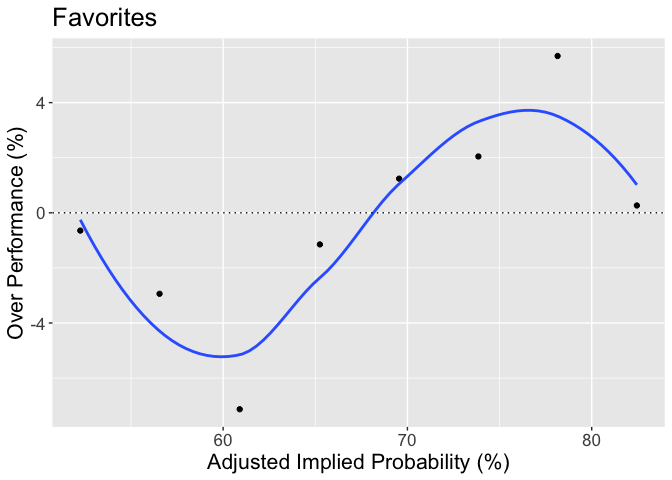 Favorites
4
0
-4
Over Performance (%)
60 70 80
Adjusted Implied Probability (%)